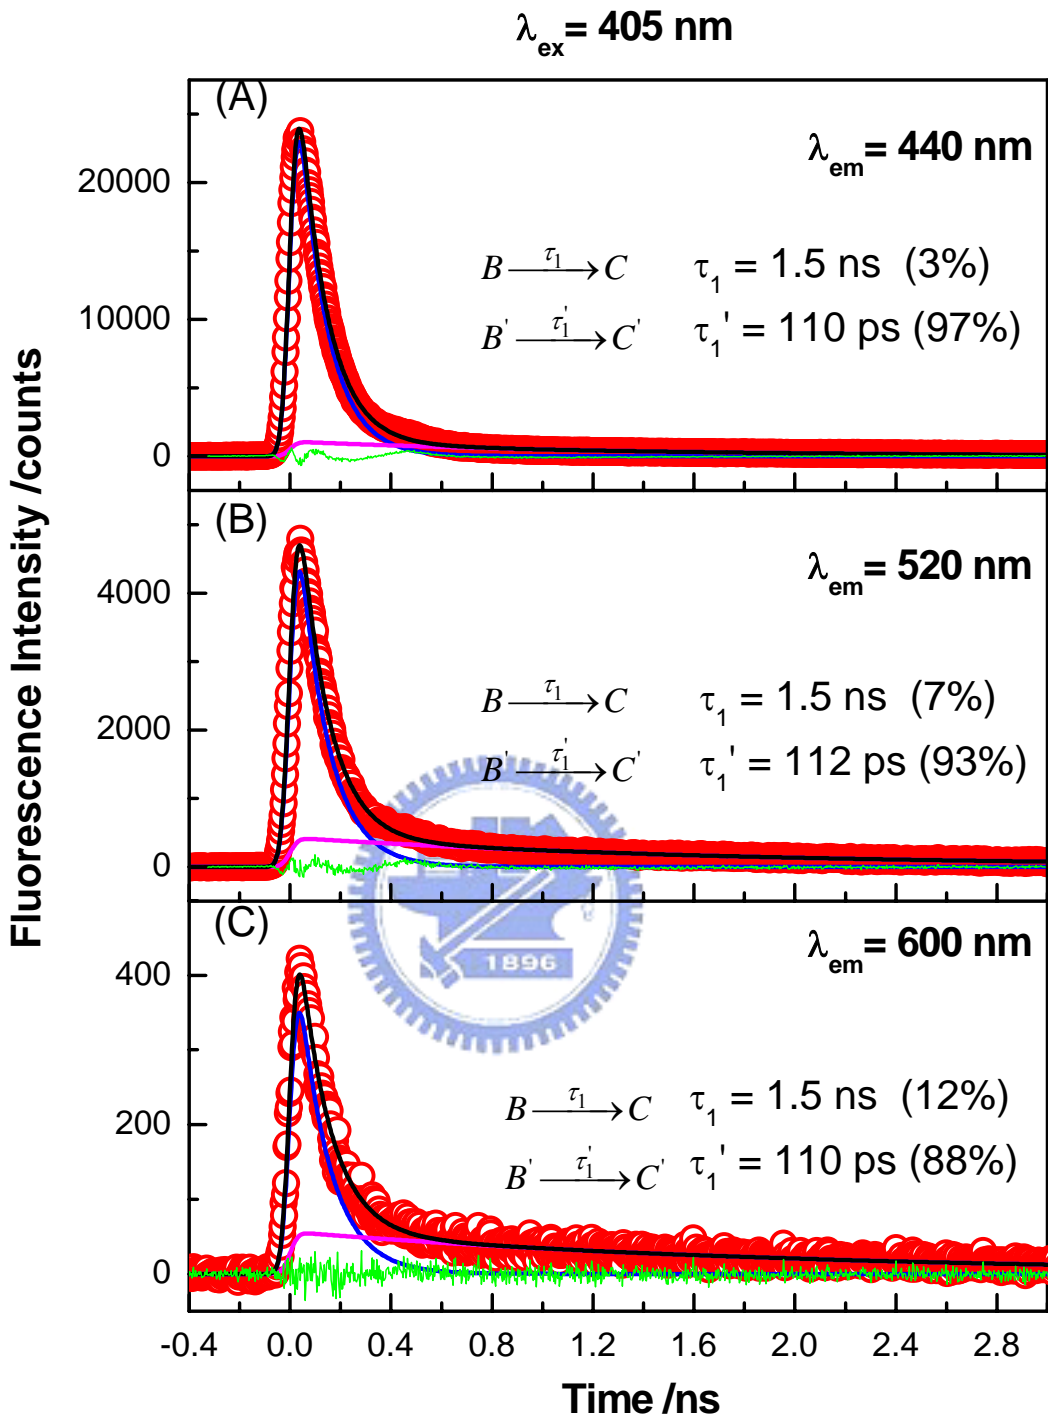 λex= 405 nm
Fluorescence Intensity /counts
(A)
λem= 440 nm
20000
10000
0
B —τ1→ C τ1 = 1.5 ns (3%)
B' —τ1'→ C' τ1' = 110 ps (97%)
(B)
λem= 520 nm
4000
2000
0
B —τ1→ C τ1 = 1.5 ns (7%)
B' —τ1'→ C' τ1' = 112 ps (93%)
(C)
λem= 600 nm
400
200
0
1896
B —τ1→ C τ1 = 1.5 ns (12%)
B' —τ1'→ C' τ1' = 110 ps (88%)
-0.4 0.0 0.4 0.8 1.2 1.6 2.0 2.4 2.8
Time /ns